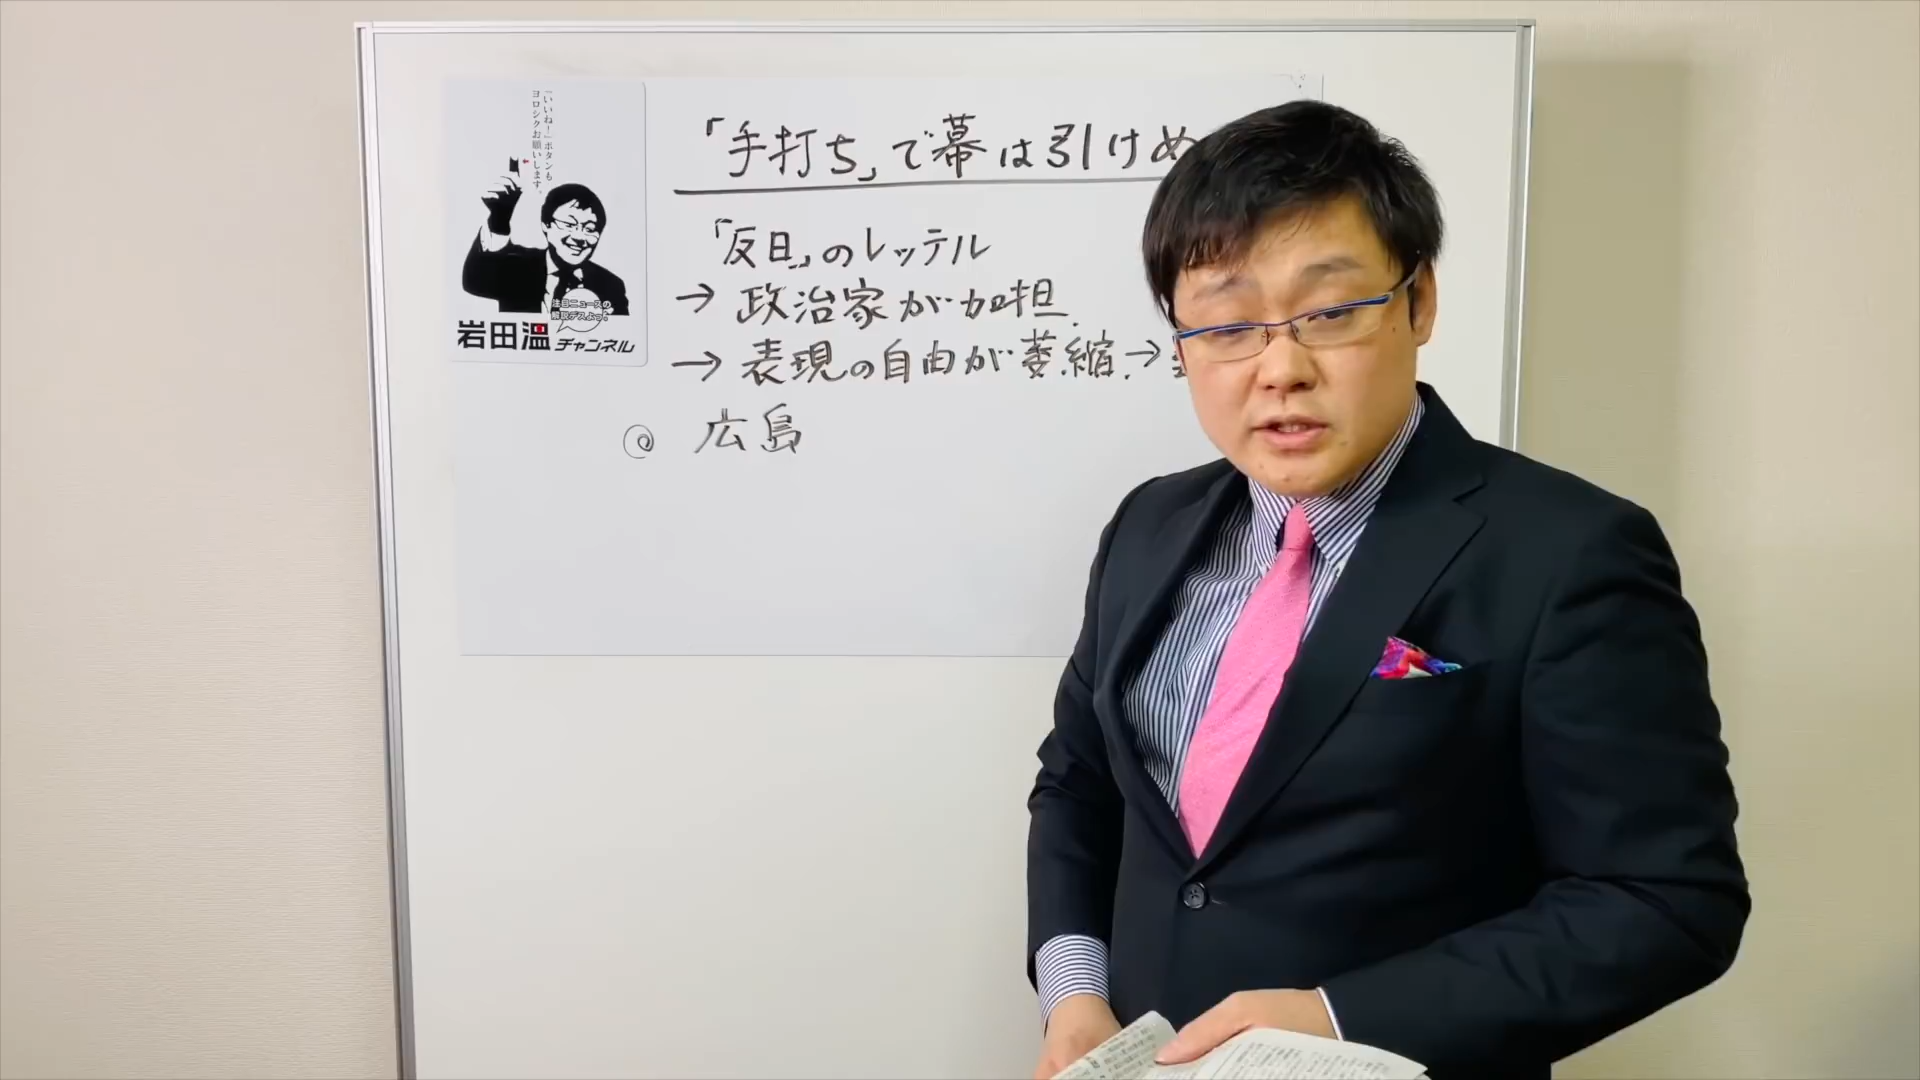 「いいね！」ボタンも
ヨロシクお願いします。
注目ニュースの
解説デスよっ！
岩田温チャンネル
「手打ち」で幕は引けぬ
「反日」のレッテル
→ 政治家が加担.
→ 表現の自由が萎縮.→
◎ 広島